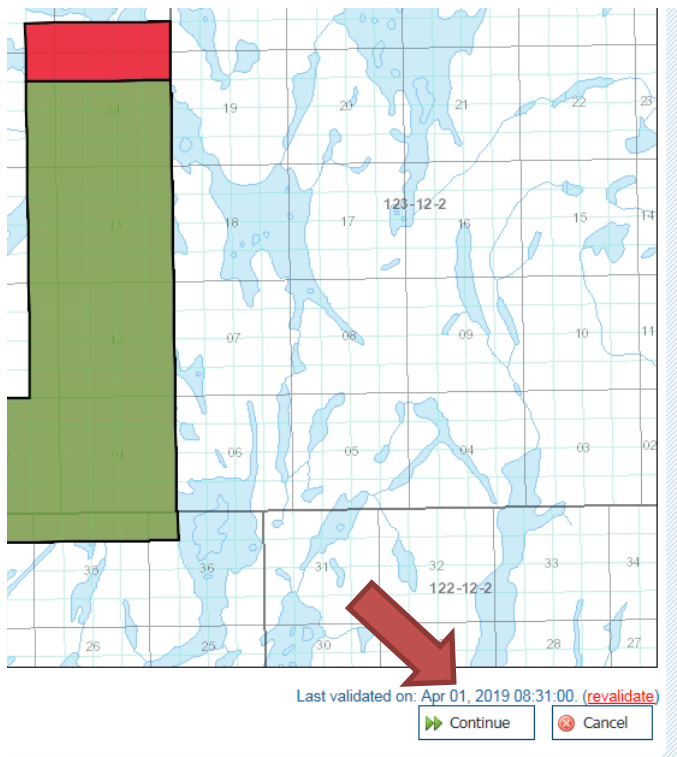 24 19 20 21 22 23
123-12-2
13 18 17 16 15 14
12 07 08 09 10 11
01 06 05 04 03 02
35 36 31 32 33 34
122-12-2
26 25 30 28 27
Last validated on: Apr 01, 2019 08:31:00. (revalidate)
Continue Cancel